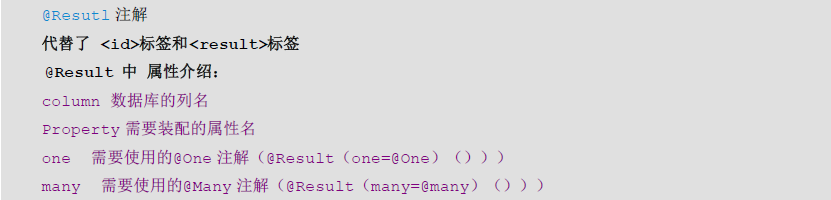 @Resutl 注解
代替了 <id>标签和<result>标签
@Result 中 属性介绍：
column 数据库的列名
Property 需要装配的属性名
one 需要使用的@One 注解（@Result（one=@One）（）））
many 需要使用的@Many 注解（@Result（many=@many）（）））